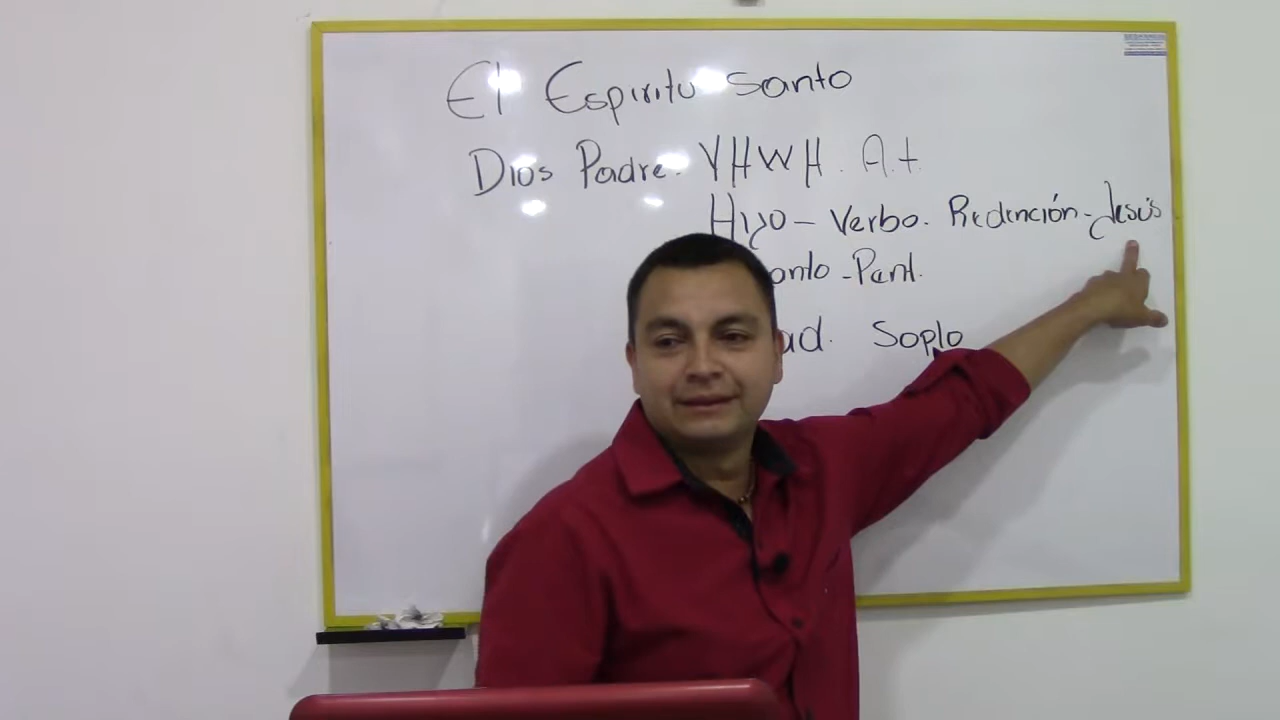 El Espiritu santo
Dios Padre. YHWH. A.t.
Hijo - Verbo. Redención - Jesús
onto - Pent.
ad. Soplo